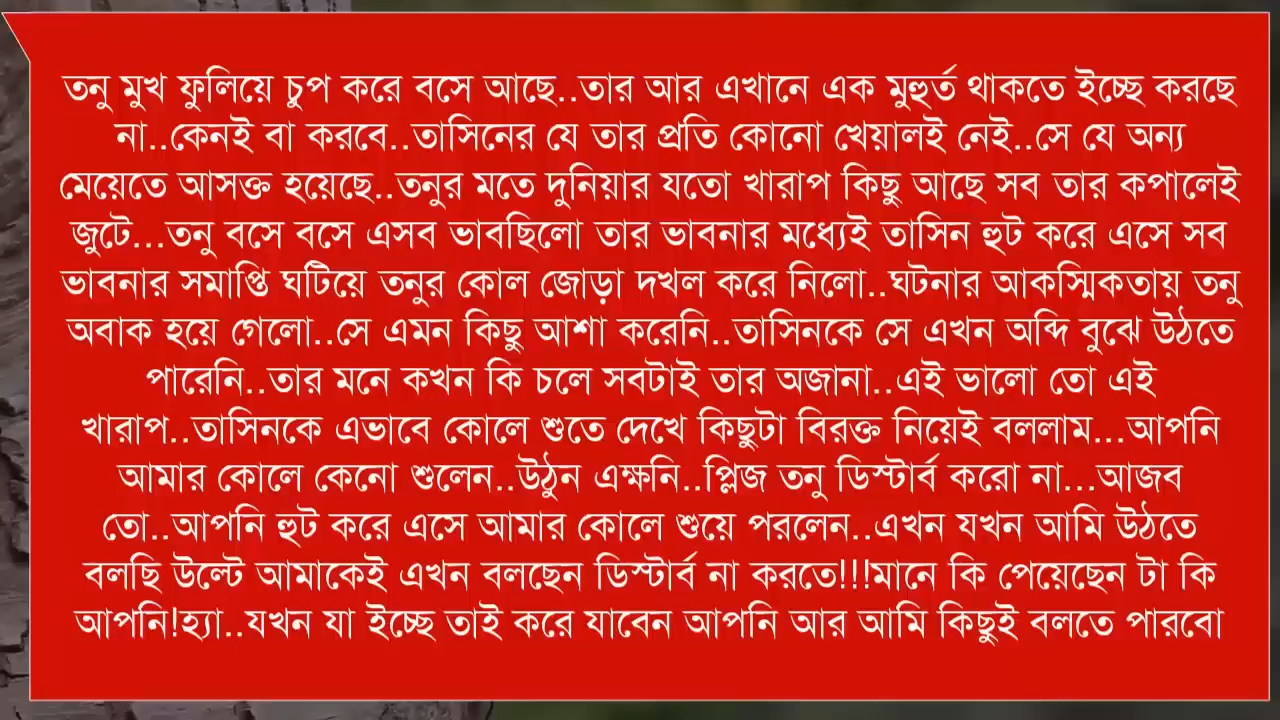 তনু মুখ ফুলিয়ে চুপ করে বসে আছে..তার আর এখানে এক মুহুর্ত থাকতে ইচ্ছে করছে
না..কেনই বা করবে..তাসিনের যে তার প্রতি কোনো খেয়ালই নেই..সে যে অন্য
মেয়েতে আসক্ত হয়েছে..তনুর মতে দুনিয়ার যতো খারাপ কিছু আছে সব তার কপালেই
জুটে...তনু বসে বসে এসব ভাবছিলো তার ভাবনার মধ্যেই তাসিন হুট করে এসে সব
ভাবনার সমাপ্তি ঘটিয়ে তনুর কোল জোড়া দখল করে নিলো..ঘটনার আকস্মিকতায় তনু
অবাক হয়ে গেলো..সে এমন কিছু আশা করেনি..তাসিনকে সে এখন অব্দি বুঝে উঠতে
পারেনি..তার মনে কখন কি চলে সবটাই তার অজানা..এই ভালো তো এই
খারাপ..তাসিনকে এভাবে কোলে শুতে দেখে কিছুটা বিরক্ত নিয়েই বললাম...আপনি
আমার কোলে কেনো শুলেন..উঠুন এক্ষনি..প্লিজ তনু ডিস্টার্ব করো না...আজব
তো..আপনি হুট করে এসে আমার কোলে শুয়ে পরলেন..এখন যখন আমি উঠতে
বলছি উল্টে আমাকেই এখন বলছেন ডিস্টার্ব না করতে!!!মানে কি পেয়েছেন টা কি
আপনি!হ্যা..যখন যা ইচ্ছে তাই করে যাবেন আপনি আর আমি কিছুই বলতে পারবো